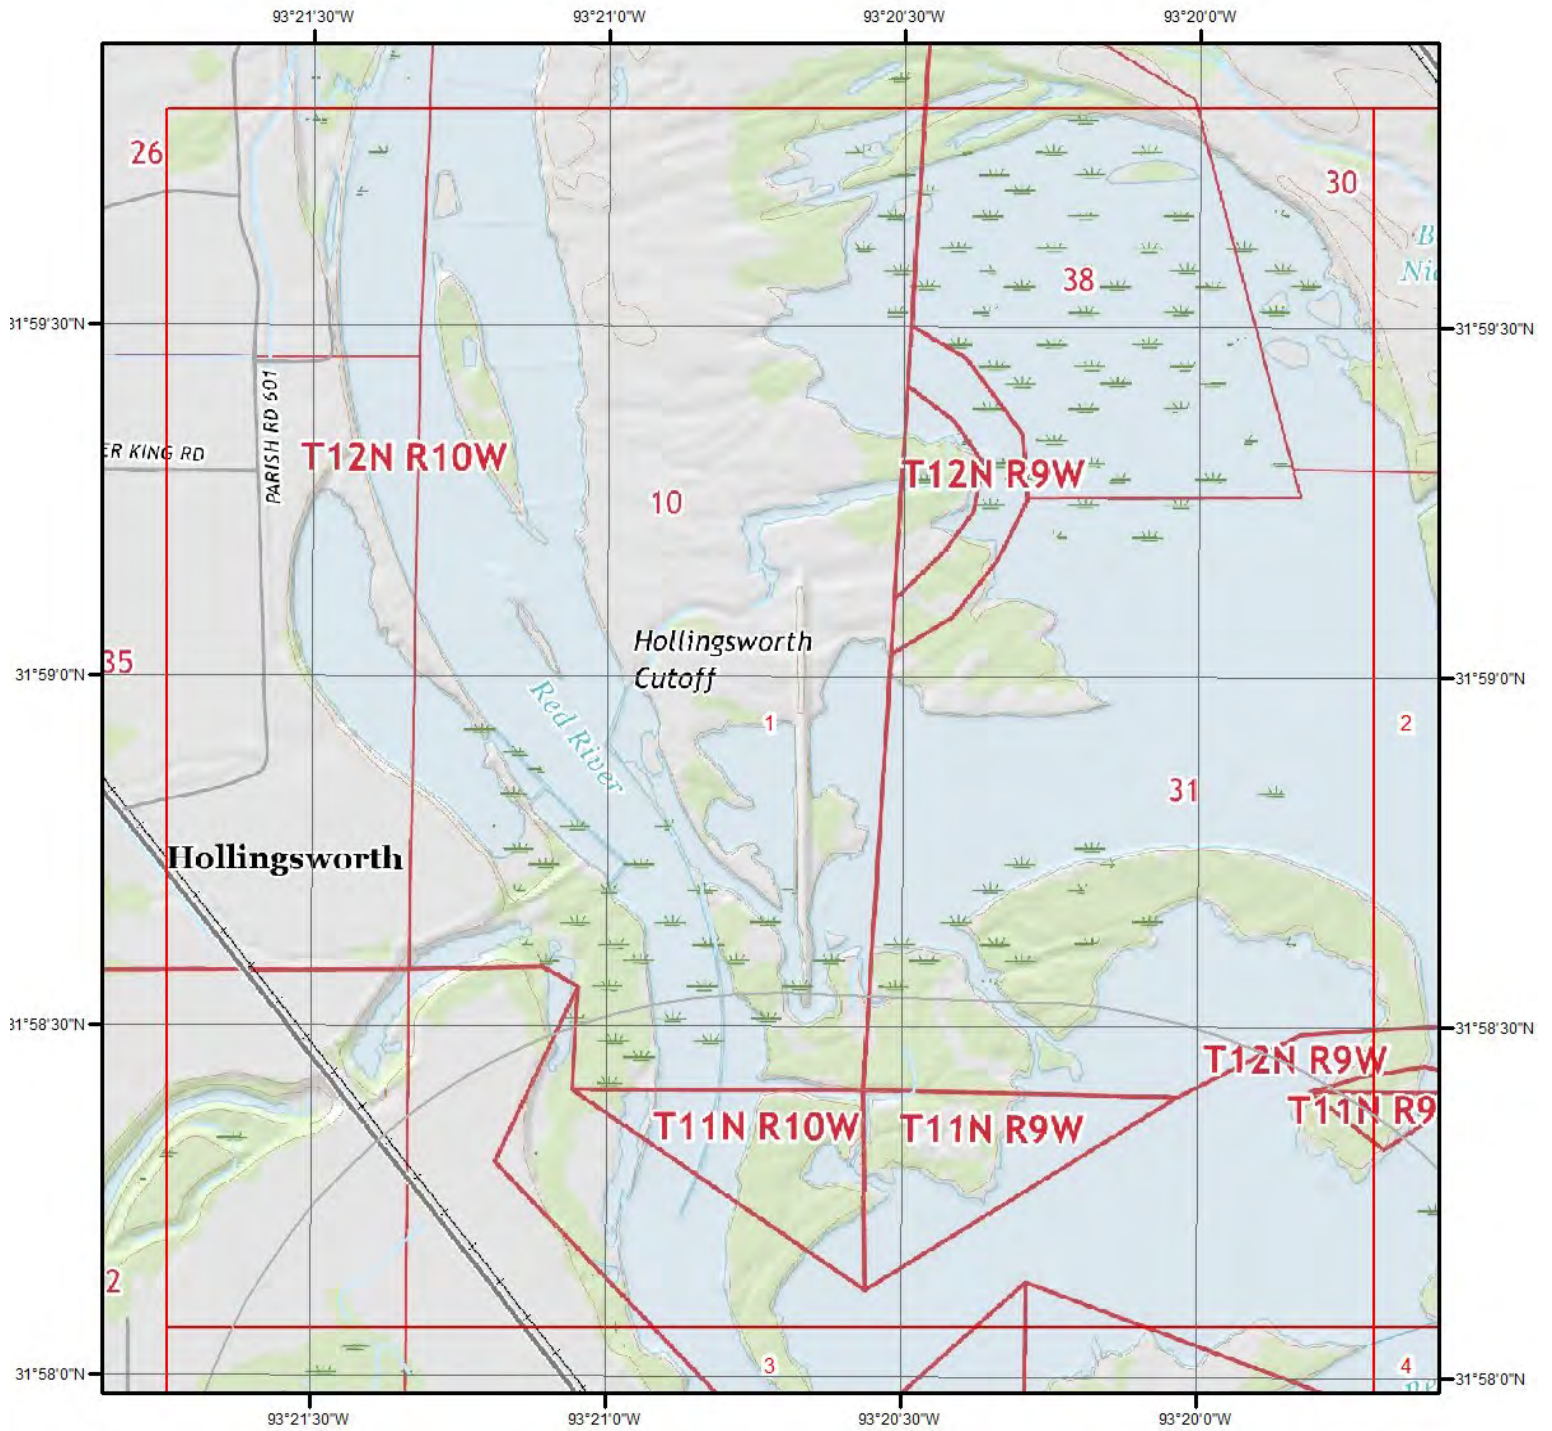 93°21'30"W 93°21'0"W 93°20'30"W 93°20'0"W
26
30
B
Nic
38
31°59'30"N 31°59'30"N
PARISH RD 601
ER KING RD
T12N R10W
T12N R9W
10
Hollingsworth
Cutoff
35
31°59'0"N 31°59'0"N
Red River
1
2
31
Hollingsworth
31°58'30"N 31°58'30"N
T12N R9W
T11N R9
T11N R10W T11N R9W
2
3
4
31°58'0"N 31°58'0"N
93°21'30"W 93°21'0"W 93°20'30"W 93°20'0"W